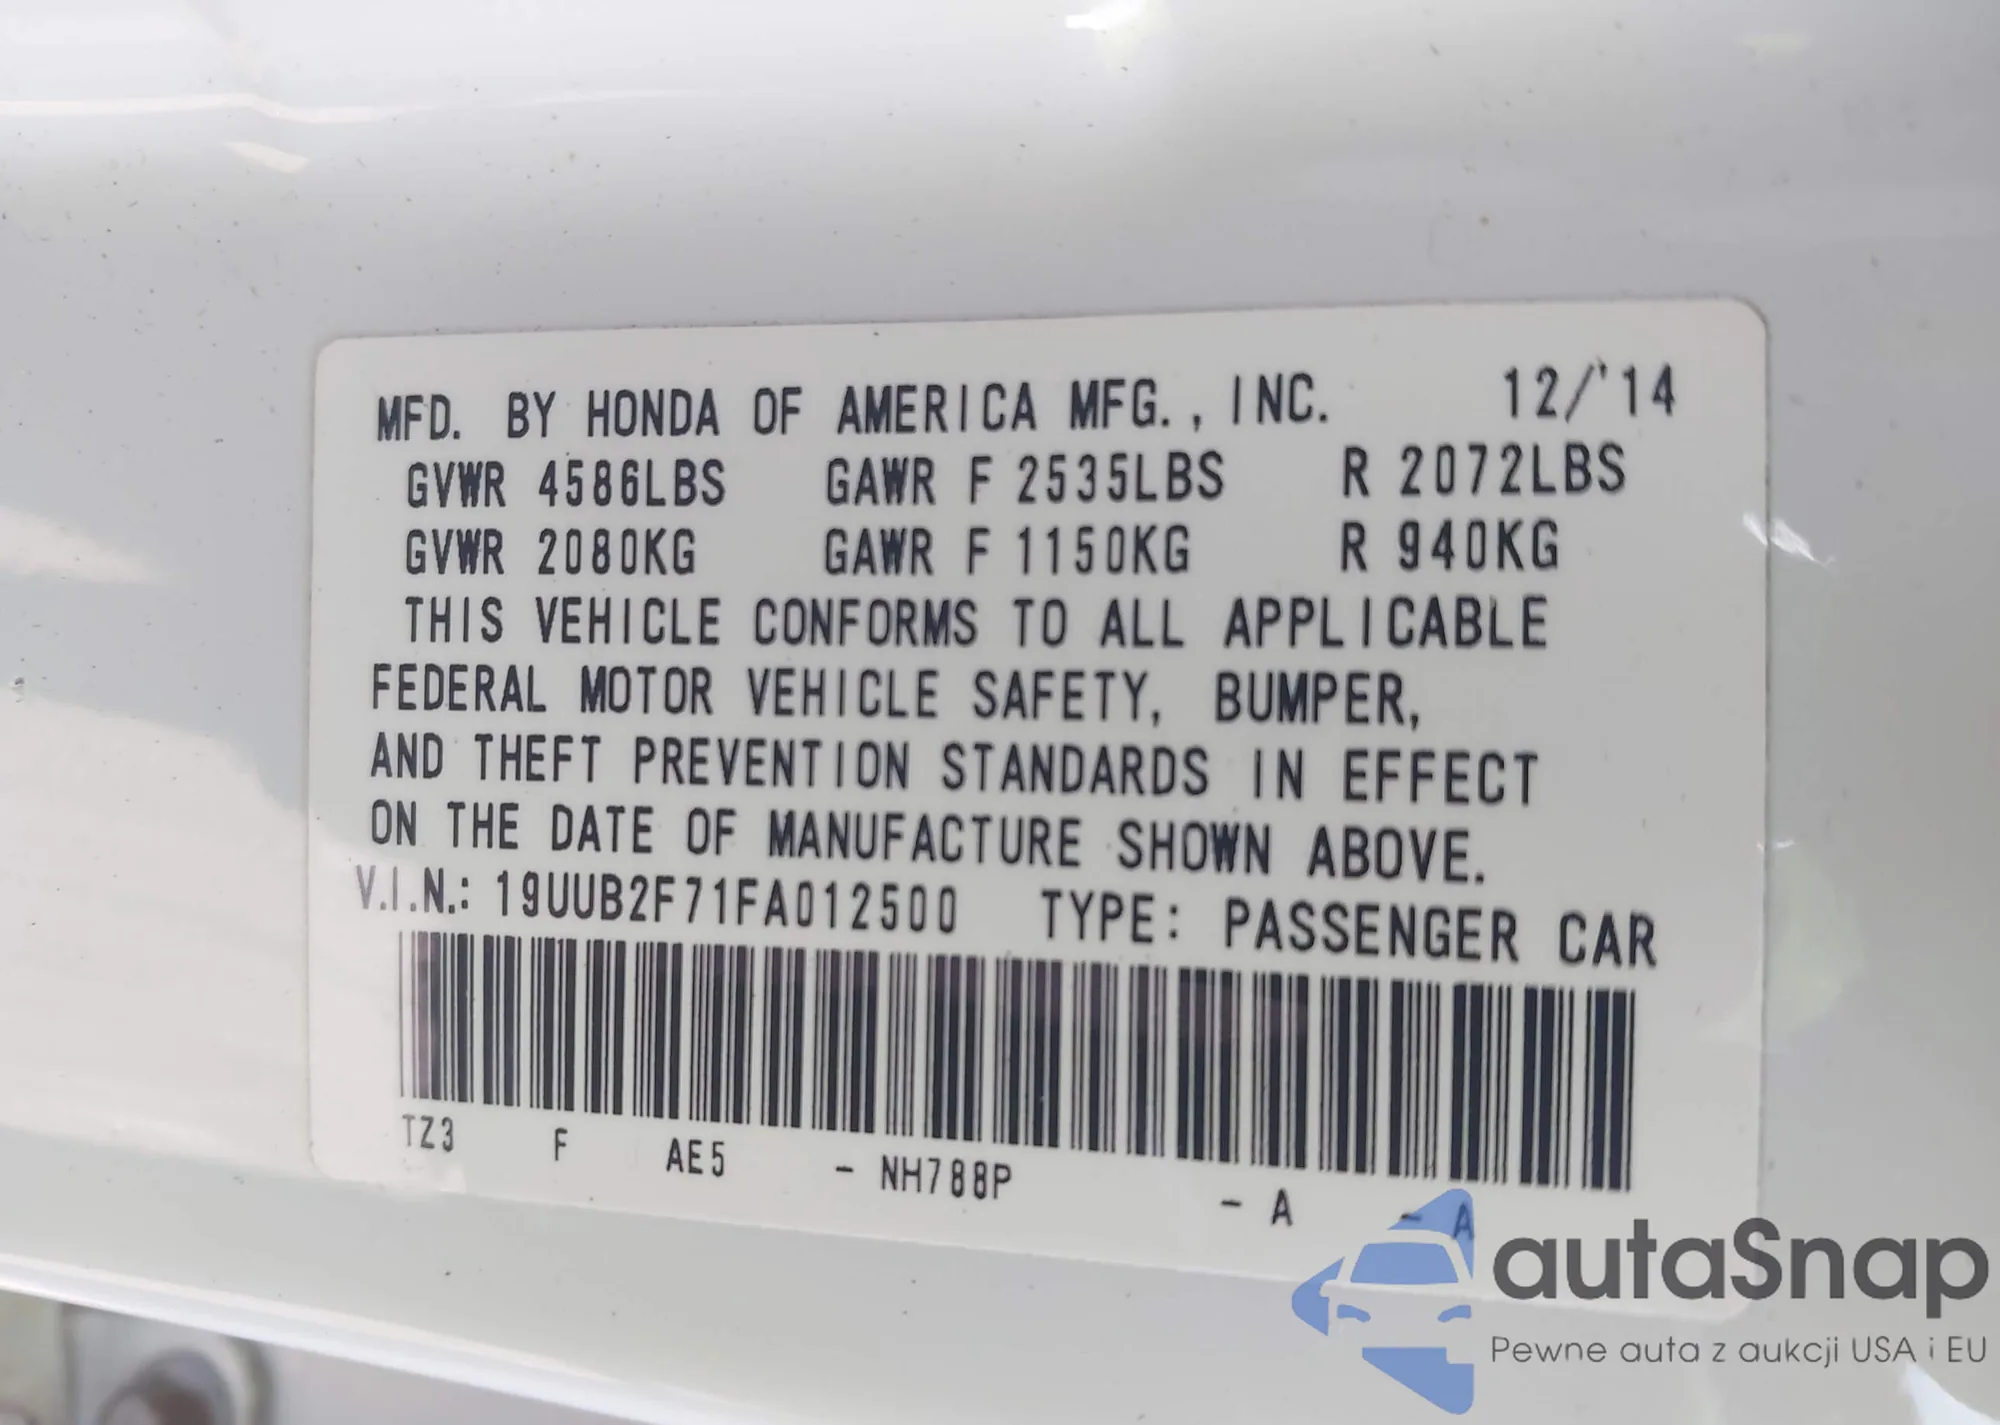 MFD. BY HONDA OF AMERICA MFG., INC. 12/'14
GVWR 4586LBS GAWR F 2535LBS R 2072LBS
GVWR 2080KG GAWR F 1150KG R 940KG
THIS VEHICLE CONFORMS TO ALL APPLICABLE
FEDERAL MOTOR VEHICLE SAFETY, BUMPER,
AND THEFT PREVENTION STANDARDS IN EFFECT
ON THE DATE OF MANUFACTURE SHOWN ABOVE.
V.I.N.: 19UUB2F71FA012500 TYPE: PASSENGER CAR
TZ3 F AE5 - NH788P - A - A
autaSnap
Pewne auta z aukcji USA i EU